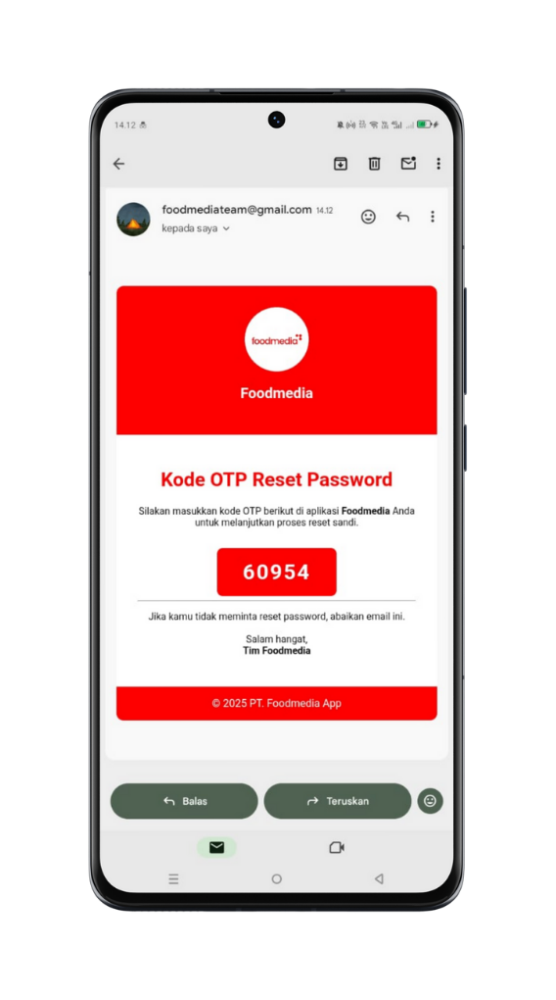 14.12
foodmediateam@gmail.com 14.12
kepada saya
foodmedia
Foodmedia
Kode OTP Reset Password
Silakan masukkan kode OTP berikut di aplikasi Foodmedia Anda
untuk melanjutkan proses reset sandi.
60954
Jika kamu tidak meminta reset password, abaikan email ini.
Salam hangat,
Tim Foodmedia
© 2025 PT. Foodmedia App
Balas
Teruskan